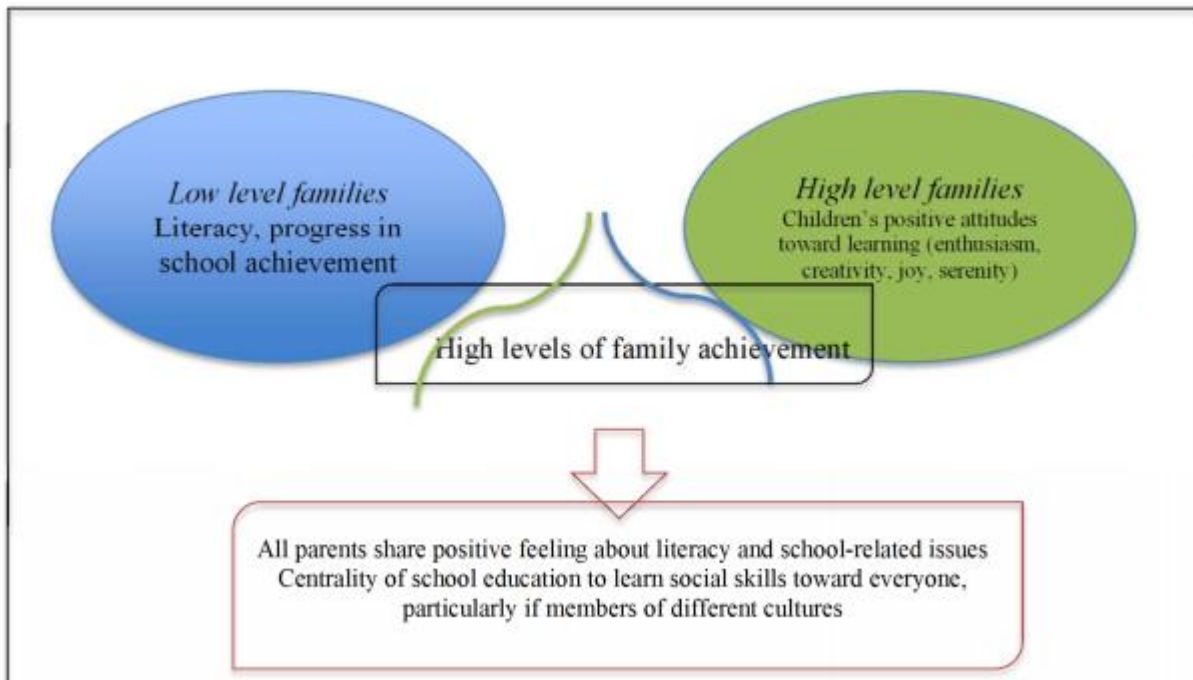 Low level families
Literacy, progress in
school achievement
High level families
Children's positive attitudes
toward learning (enthusiasm,
creativity, joy, serenity)
High levels of family achievement
All parents share positive feeling about literacy and school-related issues
Centrality of school education to learn social skills toward everyone,
particularly if members of different cultures